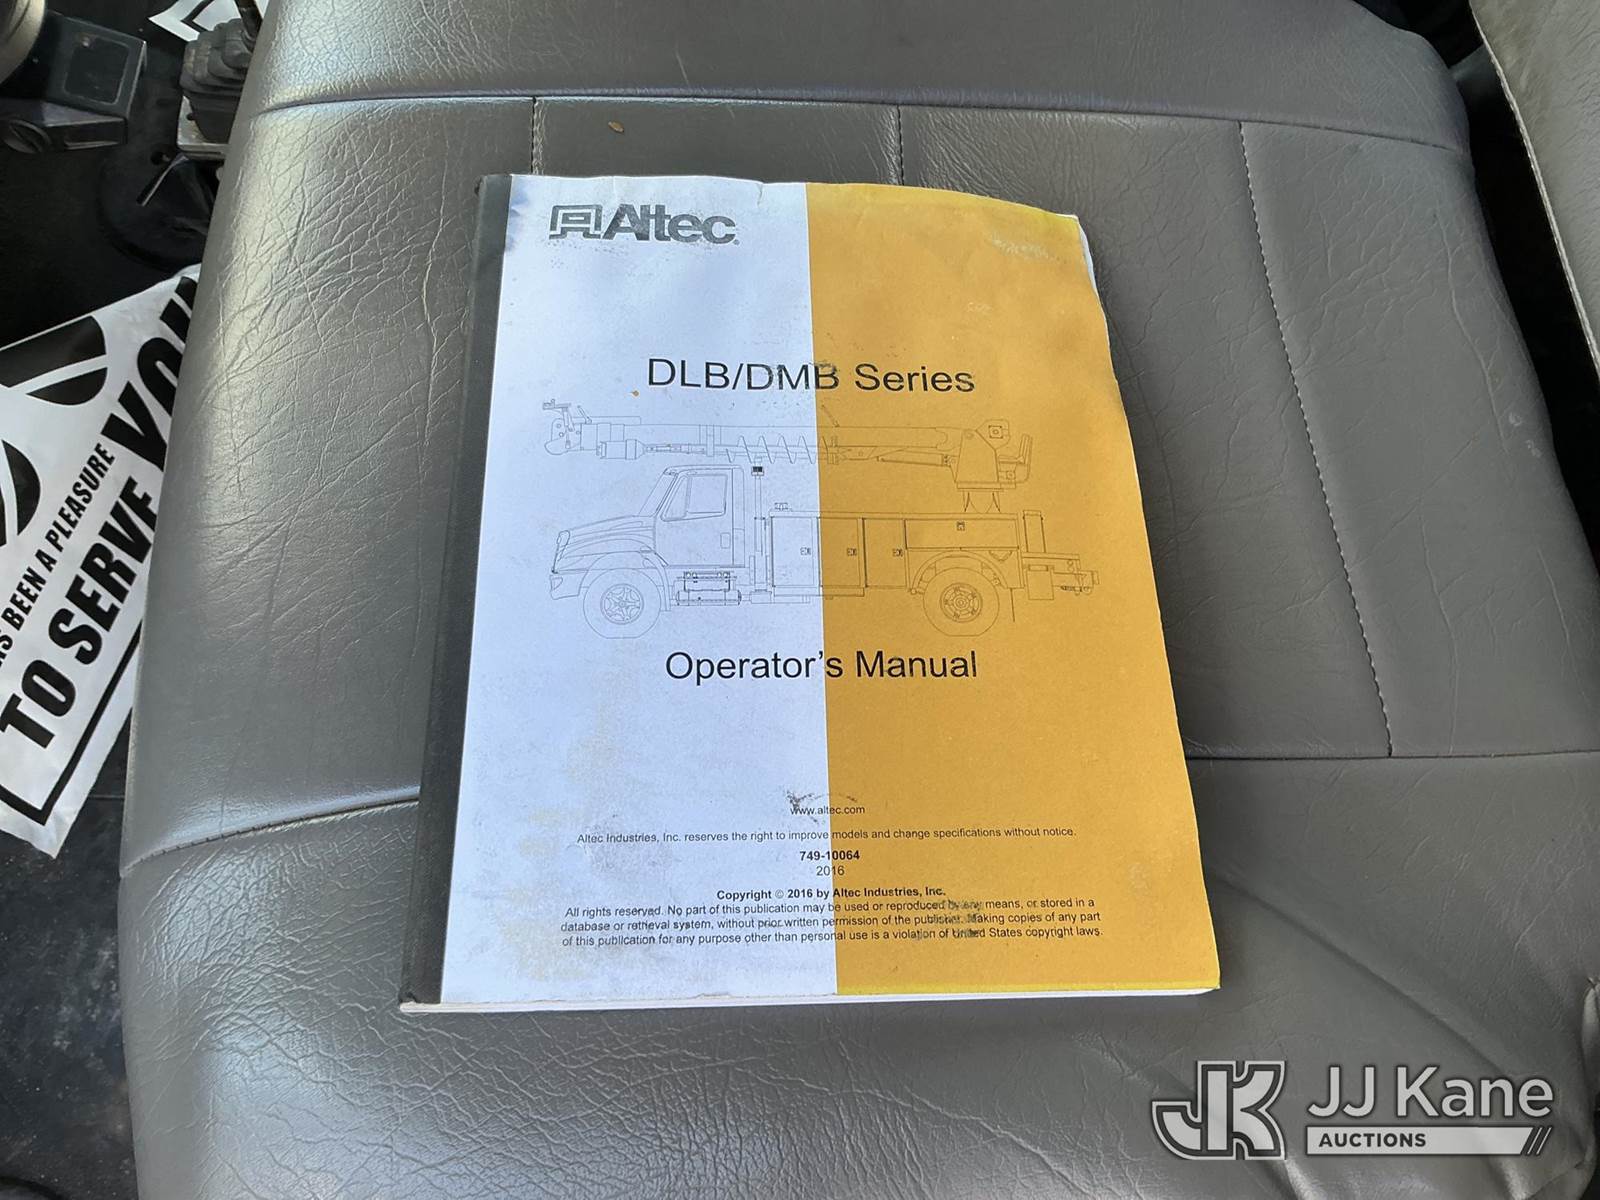 Altec
DLB/DMB Series
Operator's Manual
www.altec.com
Altec Industries, Inc. reserves the right to improve models and change specifications without notice.
749-10064
2016
Copyright © 2016 by Altec Industries, Inc.
All rights reserved. No part of this publication may be used or reproduced by any means, or stored in a
database or retrieval system, without prior written permission of the publisher. Making copies of any part
of this publication for any purpose other than personal use is a violation of United States copyright laws.
BEEN A PLEASURE
TO SERVE YOU
JK JJ Kane
AUCTIONS